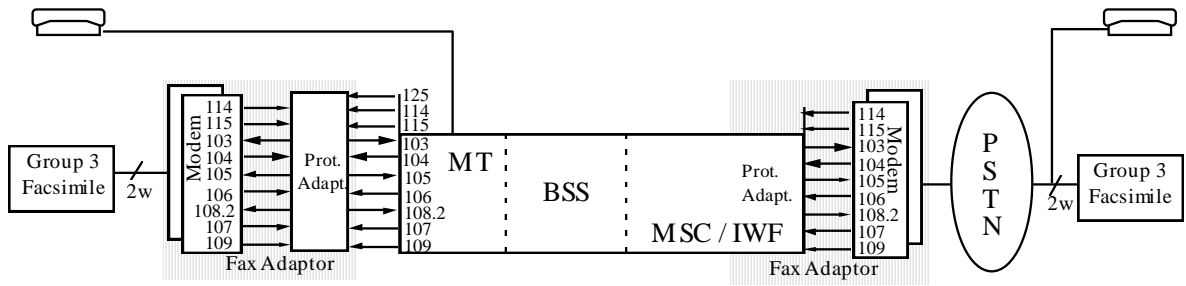 Group 3
Facsimile
2w
Modem
114
115
103
104
105
106
108.2
107
109
Prot.
Adapt.
Fax Adaptor
125
114
115
103
104
105
106
108.2
107
109
MT
BSS
MSC / IWF
Prot.
Adapt.
114
115
103
104
105
106
108.2
107
109
Modem
Fax Adaptor
PSTN
2w
Group 3
Facsimile